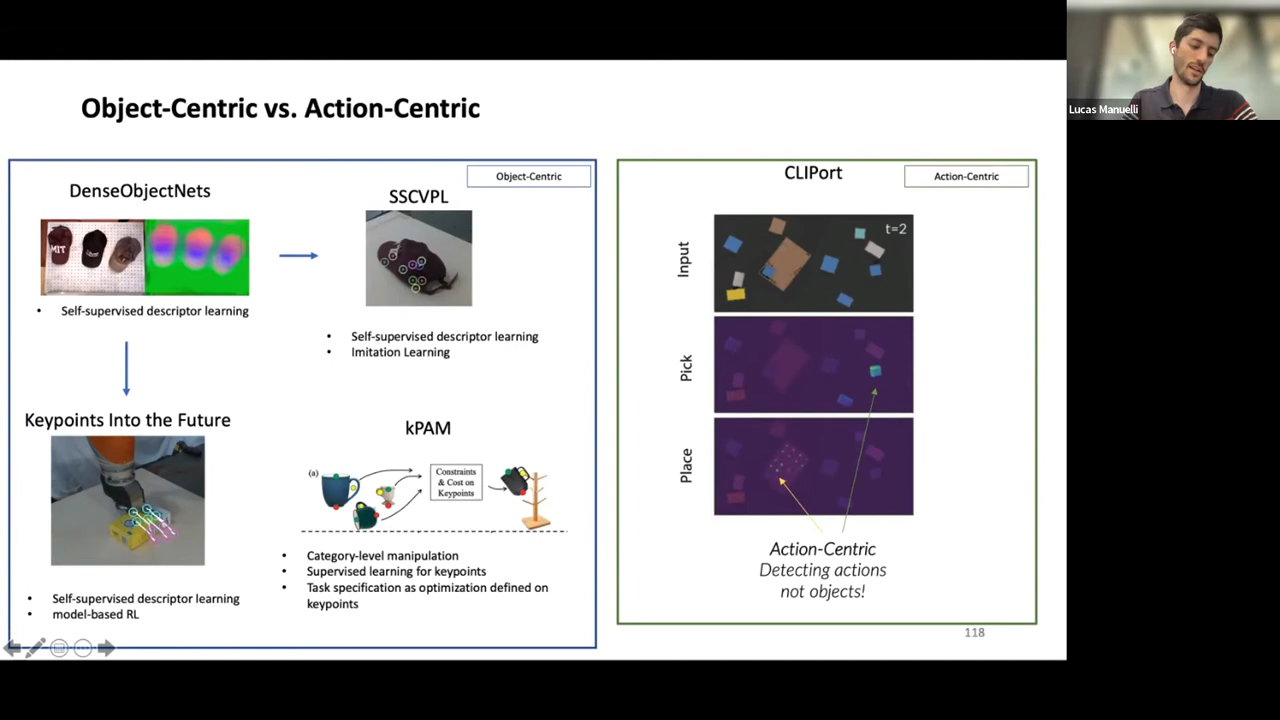 Object-Centric vs. Action-Centric
Lucas Manuelli
Object-Centric
DenseObjectNets
MIT
Self-supervised descriptor learning
SSCVPL
Self-supervised descriptor learning
Imitation Learning
Keypoints Into the Future
Self-supervised descriptor learning
model-based RL
kPAM
(a)
Constraints
& Cost on
Keypoints
Category-level manipulation
Supervised learning for keypoints
Task specification as optimization defined on
keypoints
CLIPort
Action-Centric
Input
t=2
Pick
Place
Action-Centric
Detecting actions
not objects!
118